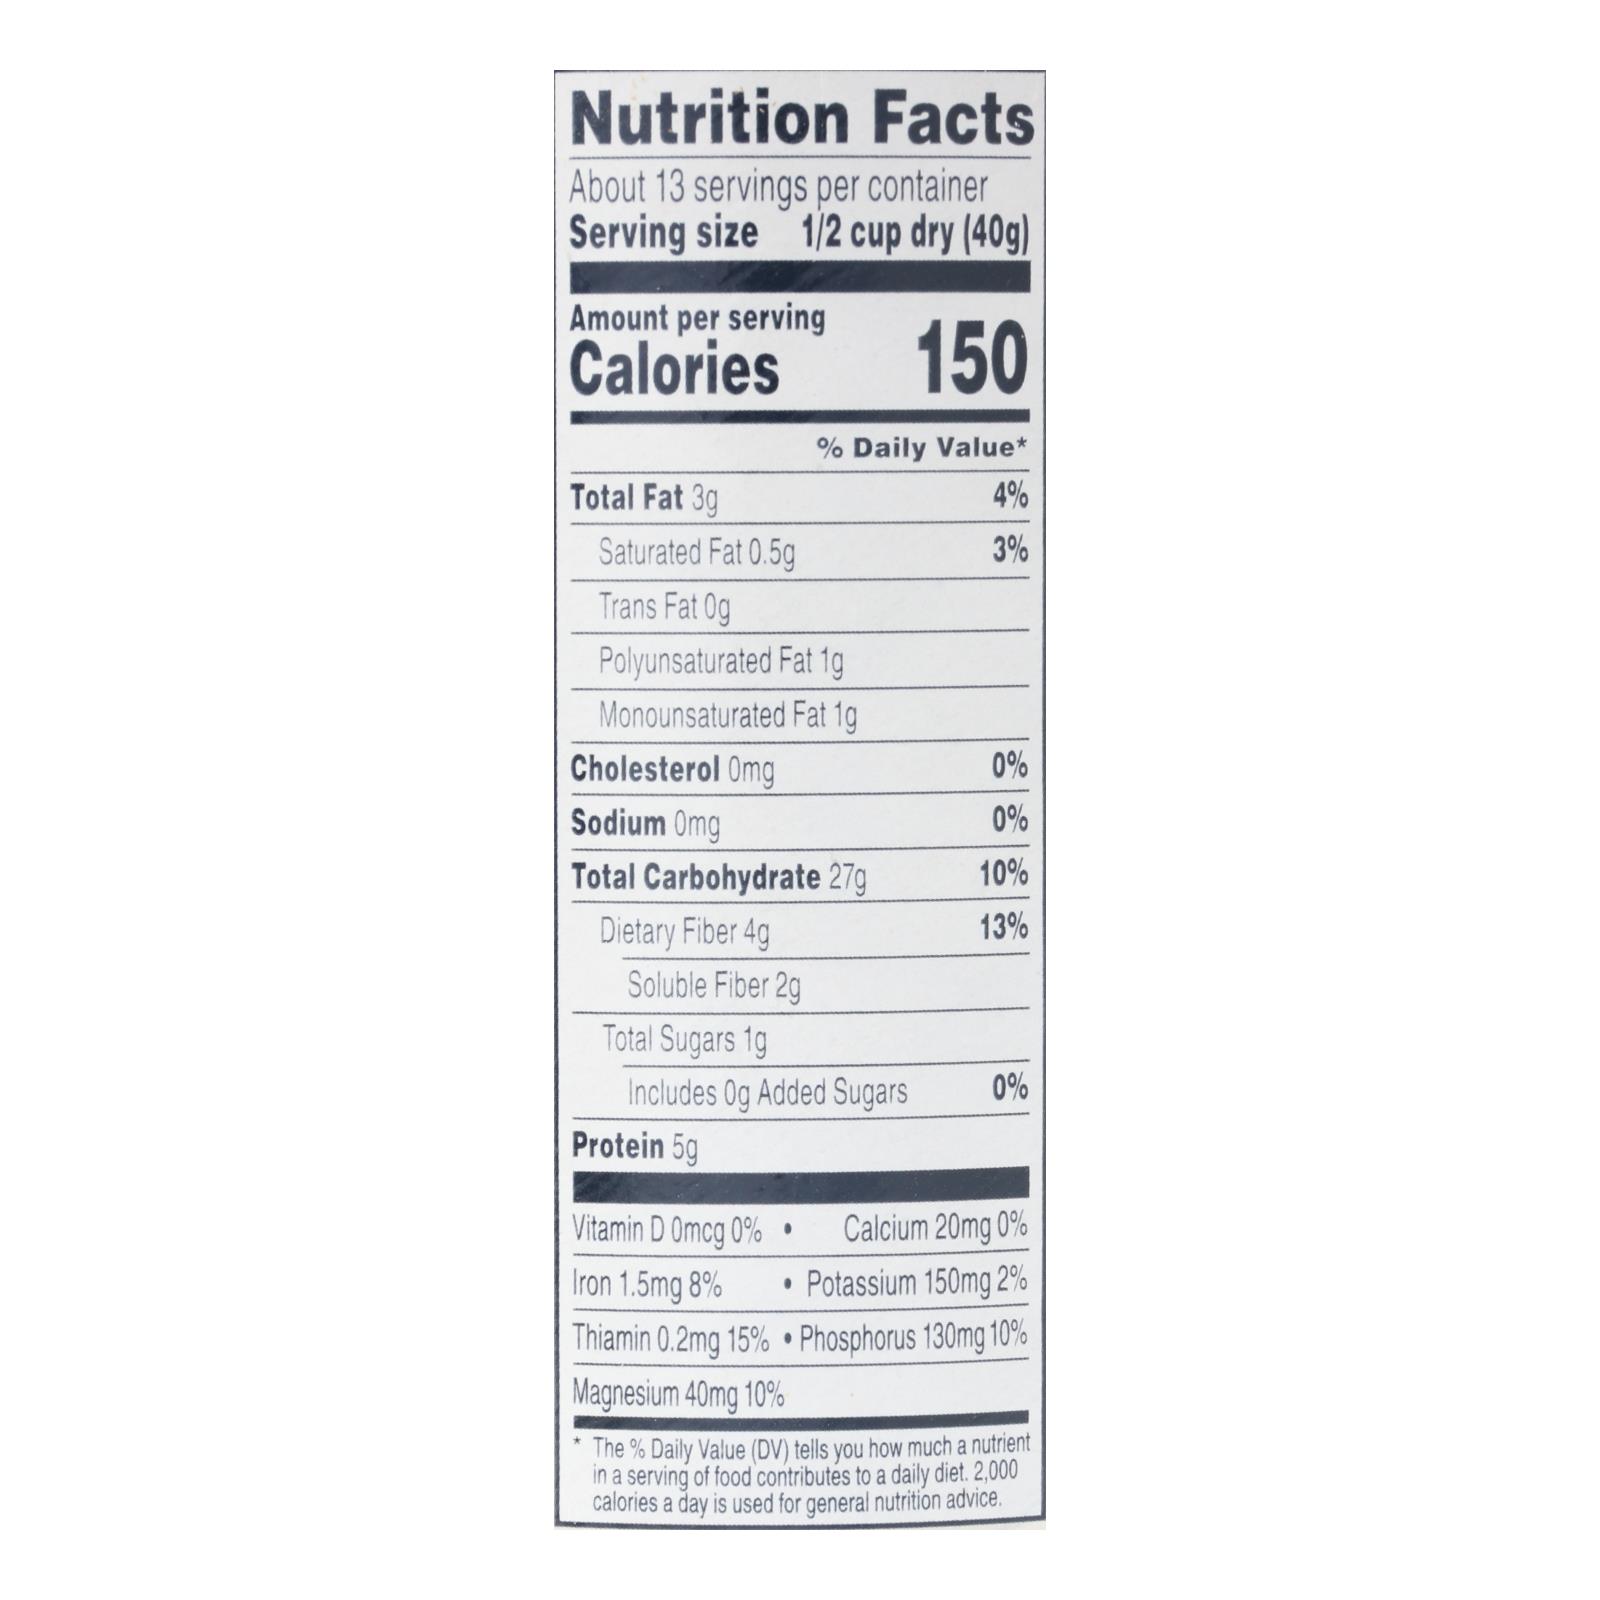 Nutrition Facts
About 13 servings per container
Serving size 1/2 cup dry (40g)
Amount per serving
Calories 150
% Daily Value*
Total Fat 3g 4%
Saturated Fat 0.5g 3%
Trans Fat 0g
Polyunsaturated Fat 1g
Monounsaturated Fat 1g
Cholesterol 0mg 0%
Sodium 0mg 0%
Total Carbohydrate 27g 10%
Dietary Fiber 4g 13%
Soluble Fiber 2g
Total Sugars 1g
Includes 0g Added Sugars 0%
Protein 5g
Vitamin D 0mcg 0% • Calcium 20mg 0%
Iron 1.5mg 8% • Potassium 150mg 2%
Thiamin 0.2mg 15% • Phosphorus 130mg 10%
Magnesium 40mg 10%
* The % Daily Value (DV) tells you how much a nutrient
in a serving of food contributes to a daily diet. 2,000
calories a day is used for general nutrition advice.